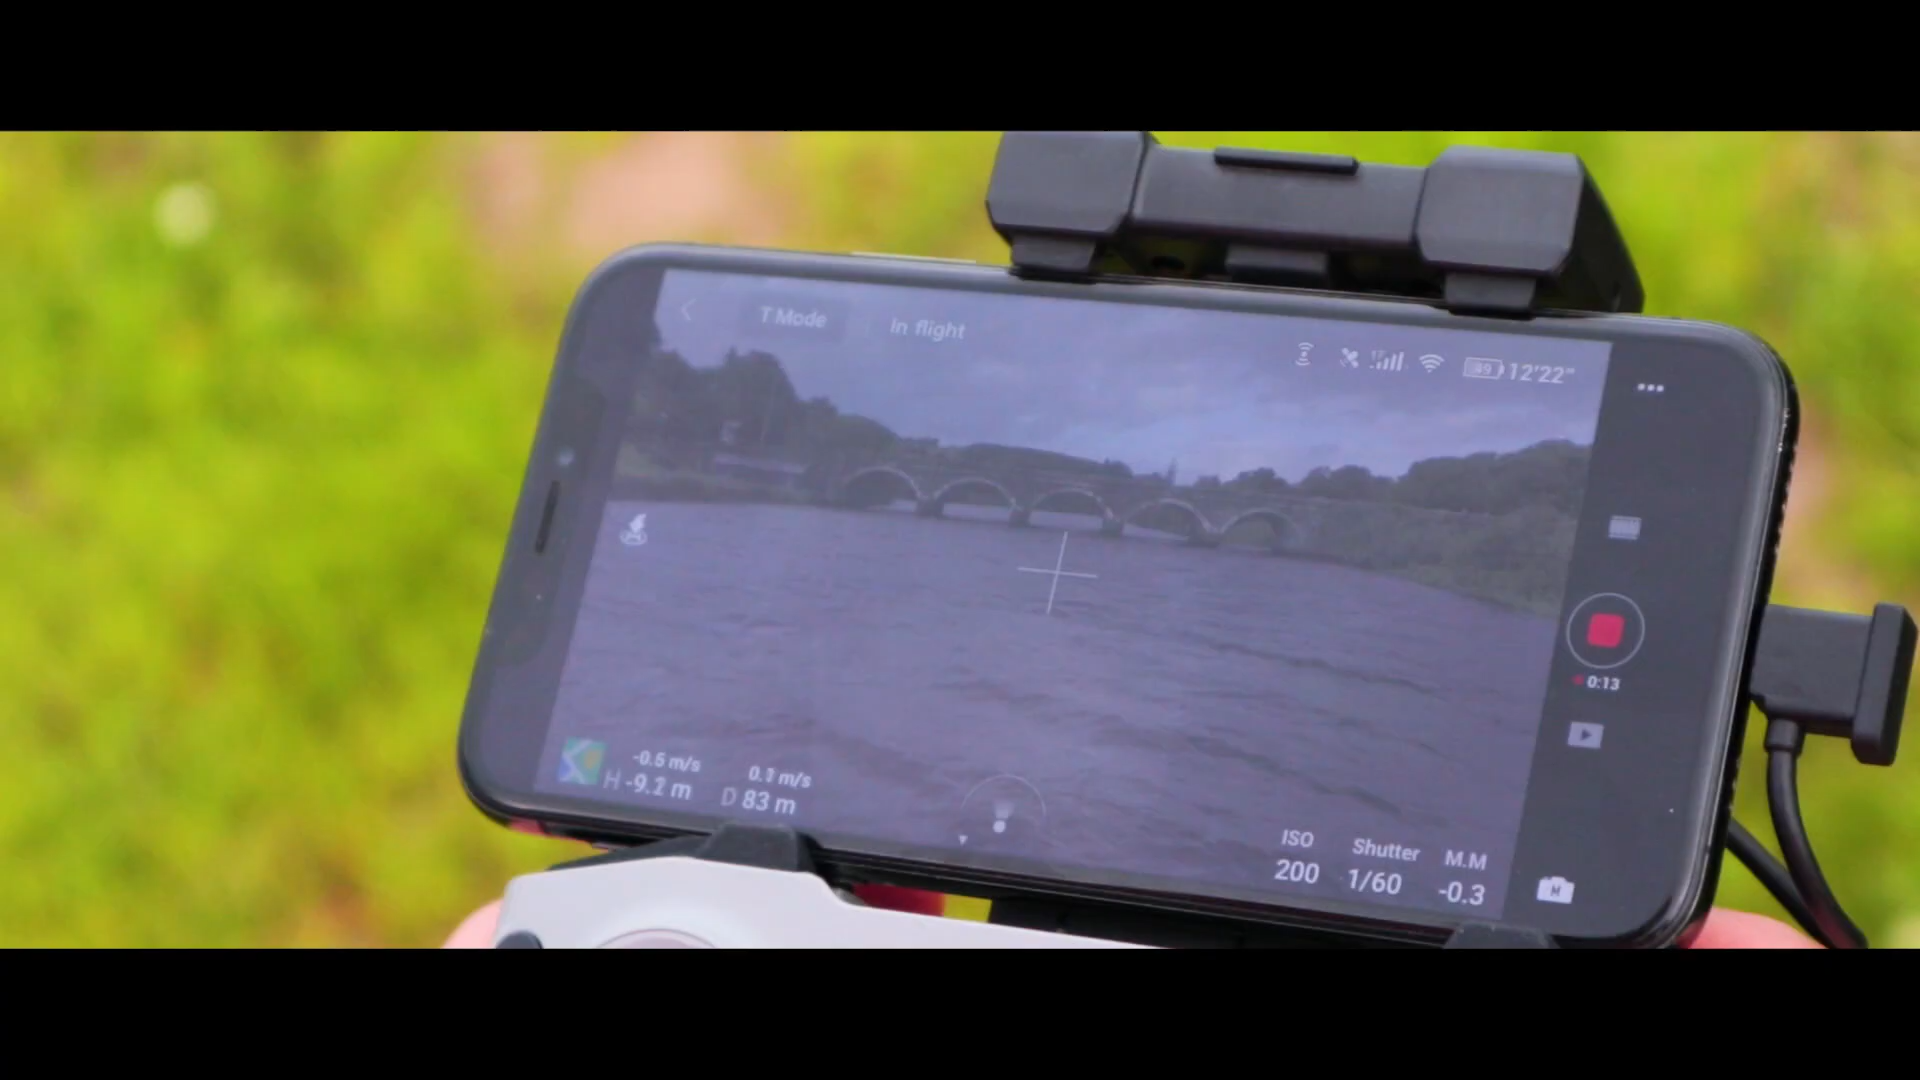 T Mode In flight
12'22"
0:13
-0.5 m/s 0.1 m/s
H -9.2 m D 83 m
ISO Shutter M.M
200 1/60 -0.3
M